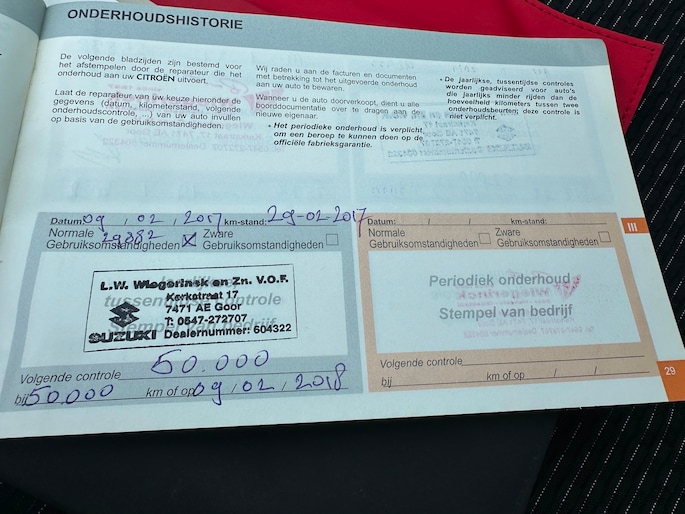 ONDERHOUDSHISTORIE
De volgende bladzijden zijn bestemd voor
het afstempelen door de reparateur die het
onderhoud aan uw CITROËN uitvoert.
Laat de reparateur van uw keuze hieronder de
gegevens (datum, kilometerstand, volgende
onderhoudscontrole, ...) van uw auto invullen
op basis van de gebruiksomstandigheden.
Wij raden u aan de facturen en documenten
met betrekking tot het uitgevoerde onderhoud
aan uw auto te bewaren.
Wanneer u de auto doorverkoopt, dient u alle
boorddocumentatie over te dragen aan de
nieuwe eigenaar.
• Het periodieke onderhoud is verplicht,
om een beroep te kunnen doen op de
officiële fabrieksgarantie.
• De jaarlijkse, tussentijdse controles
worden geadviseerd voor auto's
die jaarlijks minder rijden dan de
hoeveelheid kilometers tussen twee
onderhoudsbeurten; deze controle is
niet verplicht.
Datum: 09 / 02 / 2017 km-stand: 29-02-2017
29882
Normale Gebruiksomstandigheden X Zware Gebruiksomstandigheden
tussentijdse controle
Stempel van bedrijf
L.W. Wiegerinck en Zn. V.O.F.
Kerkstraat 17
7471 AE Goor
T: 0547-272707
SUZUKI Dealernummer: 604322
Volgende controle 50.000
bij 50.000 km of op 09 / 02 / 2018
Datum: / / km-stand:
Normale Gebruiksomstandigheden Zware Gebruiksomstandigheden
Periodiek onderhoud
Stempel van bedrijf
Volgende controle
bij km of op / /
III
29